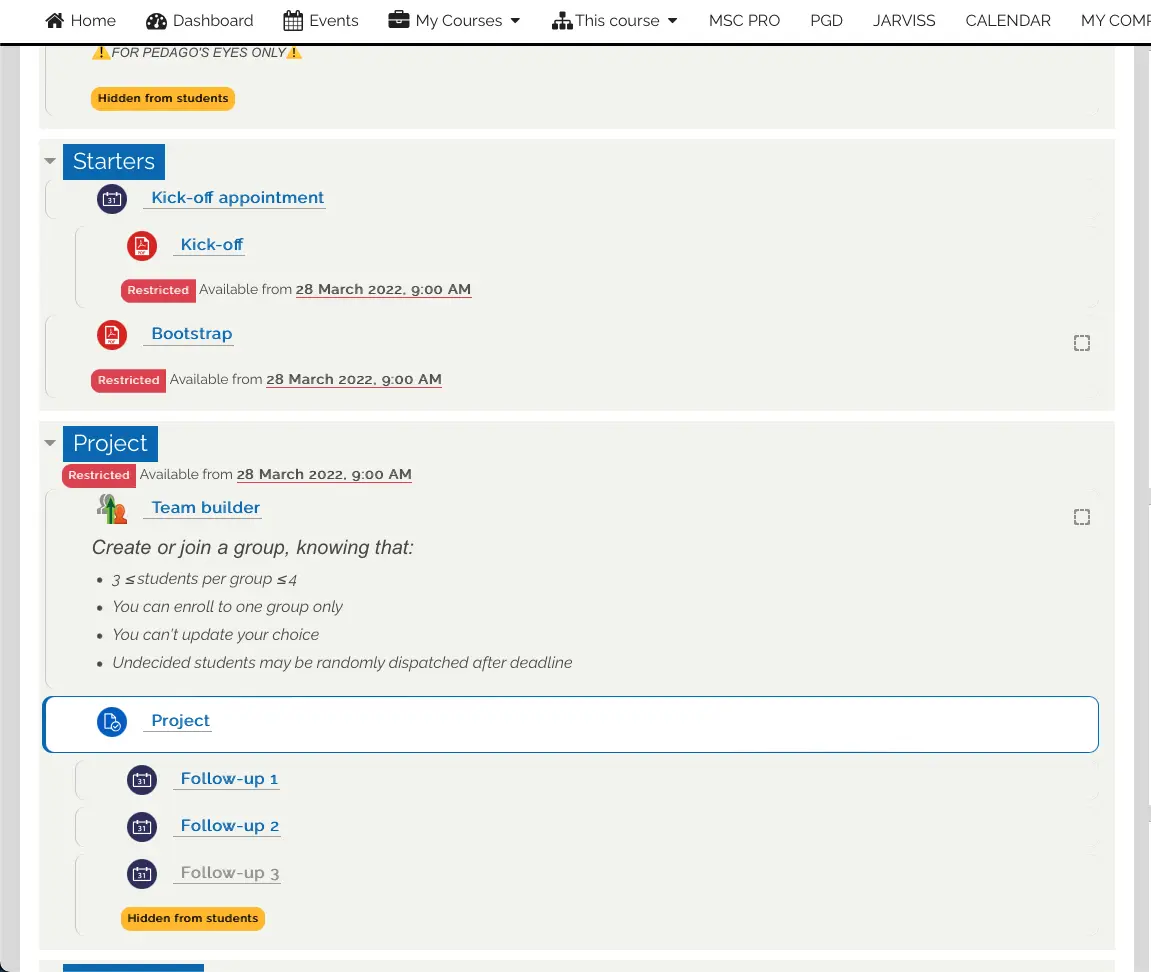 Home Dashboard Events My Courses This course MSC PRO PGD JARVISS CALENDAR
⚠️FOR PEDAGO'S EYES ONLY⚠️
Hidden from students
Starters
Kick-off appointment
Kick-off
Restricted Available from 28 March 2022, 9:00 AM
Bootstrap
Restricted Available from 28 March 2022, 9:00 AM
Project
Restricted Available from 28 March 2022, 9:00 AM
Team builder
Create or join a group, knowing that:
• 3 ≤ students per group ≤ 4
• You can enroll to one group only
• You can't update your choice
• Undecided students may be randomly dispatched after deadline
Project
Follow-up 1
Follow-up 2
Follow-up 3
Hidden from students